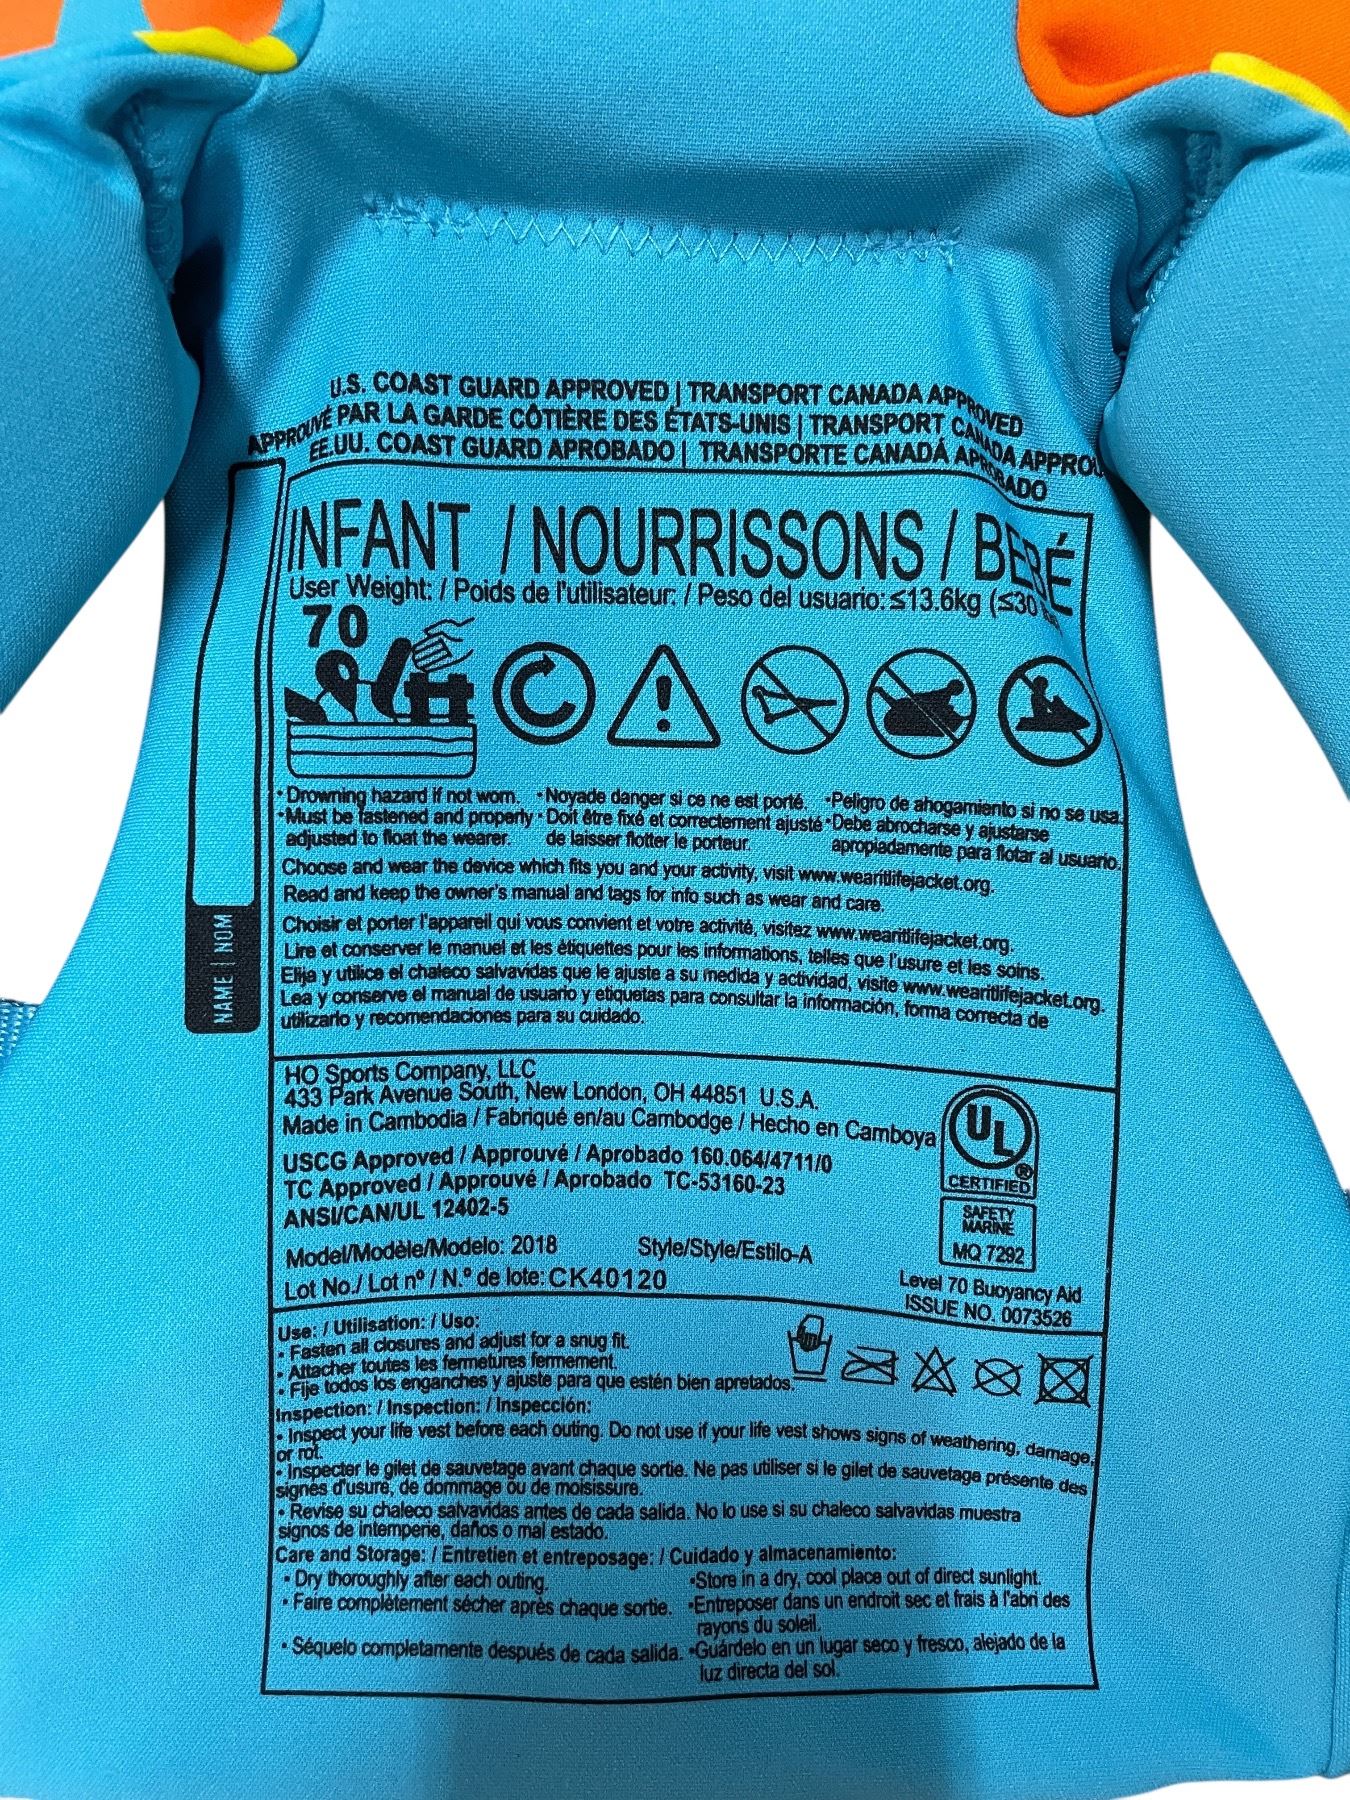 U.S. COAST GUARD APPROVED | TRANSPORT CANADA APPROVED
APPROUVÉ PAR LA GARDE CÔTIÈRE DES ÉTATS-UNIS | TRANSPORT CANADA APPROU
EE.UU. COAST GUARD APROBADO | TRANSPORTE CANADÁ APROBADO
INFANT / NOURRISSONS / BEBÉ
User Weight: / Poids de l'utilisateur: / Peso del usuario: ≤13.6kg (≤30
70
•Drowning hazard if not worn. •Noyade danger si ce ne est porté. •Peligro de ahogamiento si no se usa.
•Must be fastened and properly •Doit être fixé et correctement ajusté •Debe abrocharse y ajustarse
adjusted to float the wearer. de laisser flotter le porteur. apropiadamente para flotar al usuario.
Choose and wear the device which fits you and your activity, visit www.wearitlifejacket.org.
Read and keep the owner's manual and tags for info such as wear and care.
Choisir et porter l'appareil qui vous convient et votre activité, visitez www.wearitlifejacket.org.
Lire et conserver le manuel et les étiquettes pour les informations, telles que l'usure et les soins.
Elija y utilice el chaleco salvavidas que le ajuste a su medida y actividad, visite www.wearitlifejacket.org.
Lea y conserve el manual de usuario y etiquetas para consultar la información, forma correcta de
utilizarlo y recomendaciones para su cuidado.
NAME | NOM
HO Sports Company, LLC
433 Park Avenue South, New London, OH 44851 U.S.A.
Made in Cambodia / Fabriqué en/au Cambodge / Hecho en Camboya
USCG Approved / Approuvé / Aprobado 160.064/4711/0
TC Approved / Approuvé / Aprobado TC-53160-23
ANSI/CAN/UL 12402-5
Model/Modèle/Modelo: 2018 Style/Style/Estilo-A
Lot No./ Lot nº / N.º de lote: CK40120
UL ®
CERTIFIED
SAFETY
MARINE
MQ 7292
Level 70 Buoyancy Aid
ISSUE NO. 0073526
Use: / Utilisation: / Uso:
• Fasten all closures and adjust for a snug fit.
• Attacher toutes les fermetures fermement.
• Fije todos los enganches y ajuste para que estén bien apretados.
Inspection: / Inspection: / Inspección:
• Inspect your life vest before each outing. Do not use if your life vest shows signs of weathering, damage,
or rot.
• Inspecter le gilet de sauvetage avant chaque sortie. Ne pas utiliser si le gilet de sauvetage présente des
signes d'usure, de dommage ou de moisissure.
• Revise su chaleco salvavidas antes de cada salida. No lo use si su chaleco salvavidas muestra
signos de intemperie, daños o mal estado.
Care and Storage: / Entretien et entreposage: / Cuidado y almacenamiento:
• Dry thoroughly after each outing. •Store in a dry, cool place out of direct sunlight.
• Faire complètement sécher après chaque sortie. •Entreposer dans un endroit sec et frais à l'abri des
rayons du soleil.
• Séquelo completamente después de cada salida. •Guárdelo en un lugar seco y fresco, alejado de la
luz directa del sol.